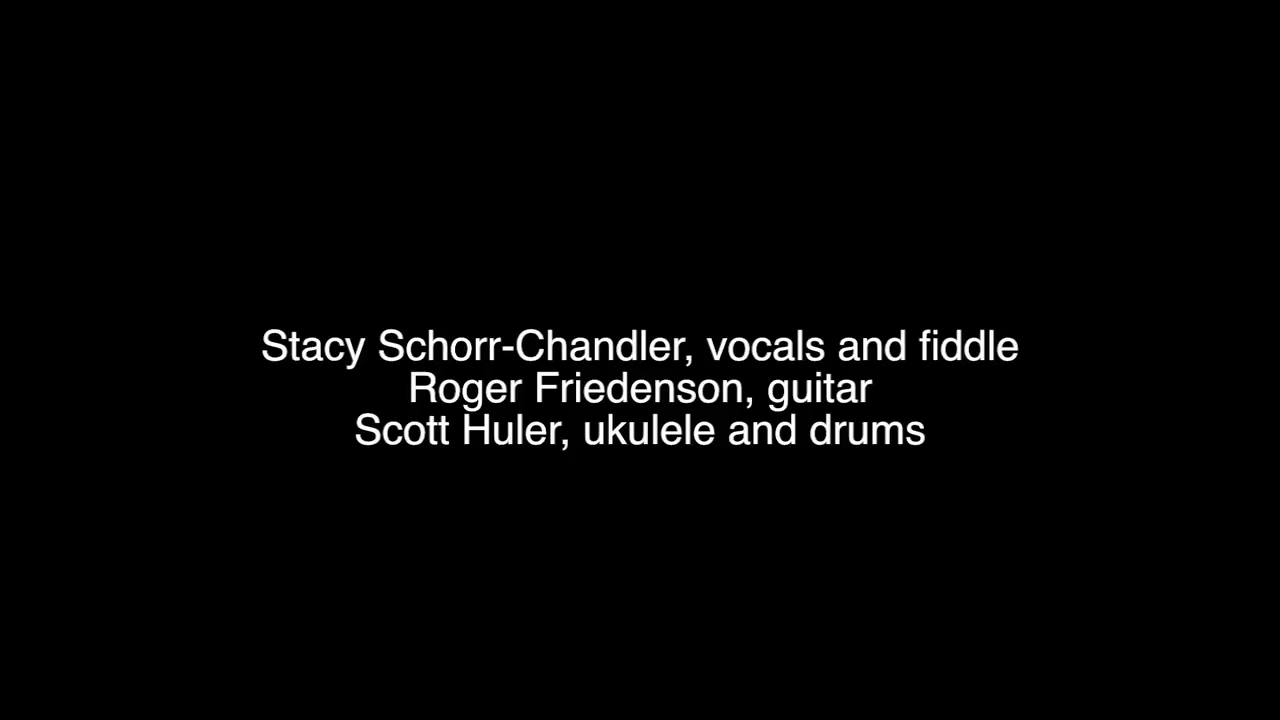 Stacy Schorr-Chandler, vocals and fiddle
Roger Friedenson, guitar
Scott Huler, ukulele and drums